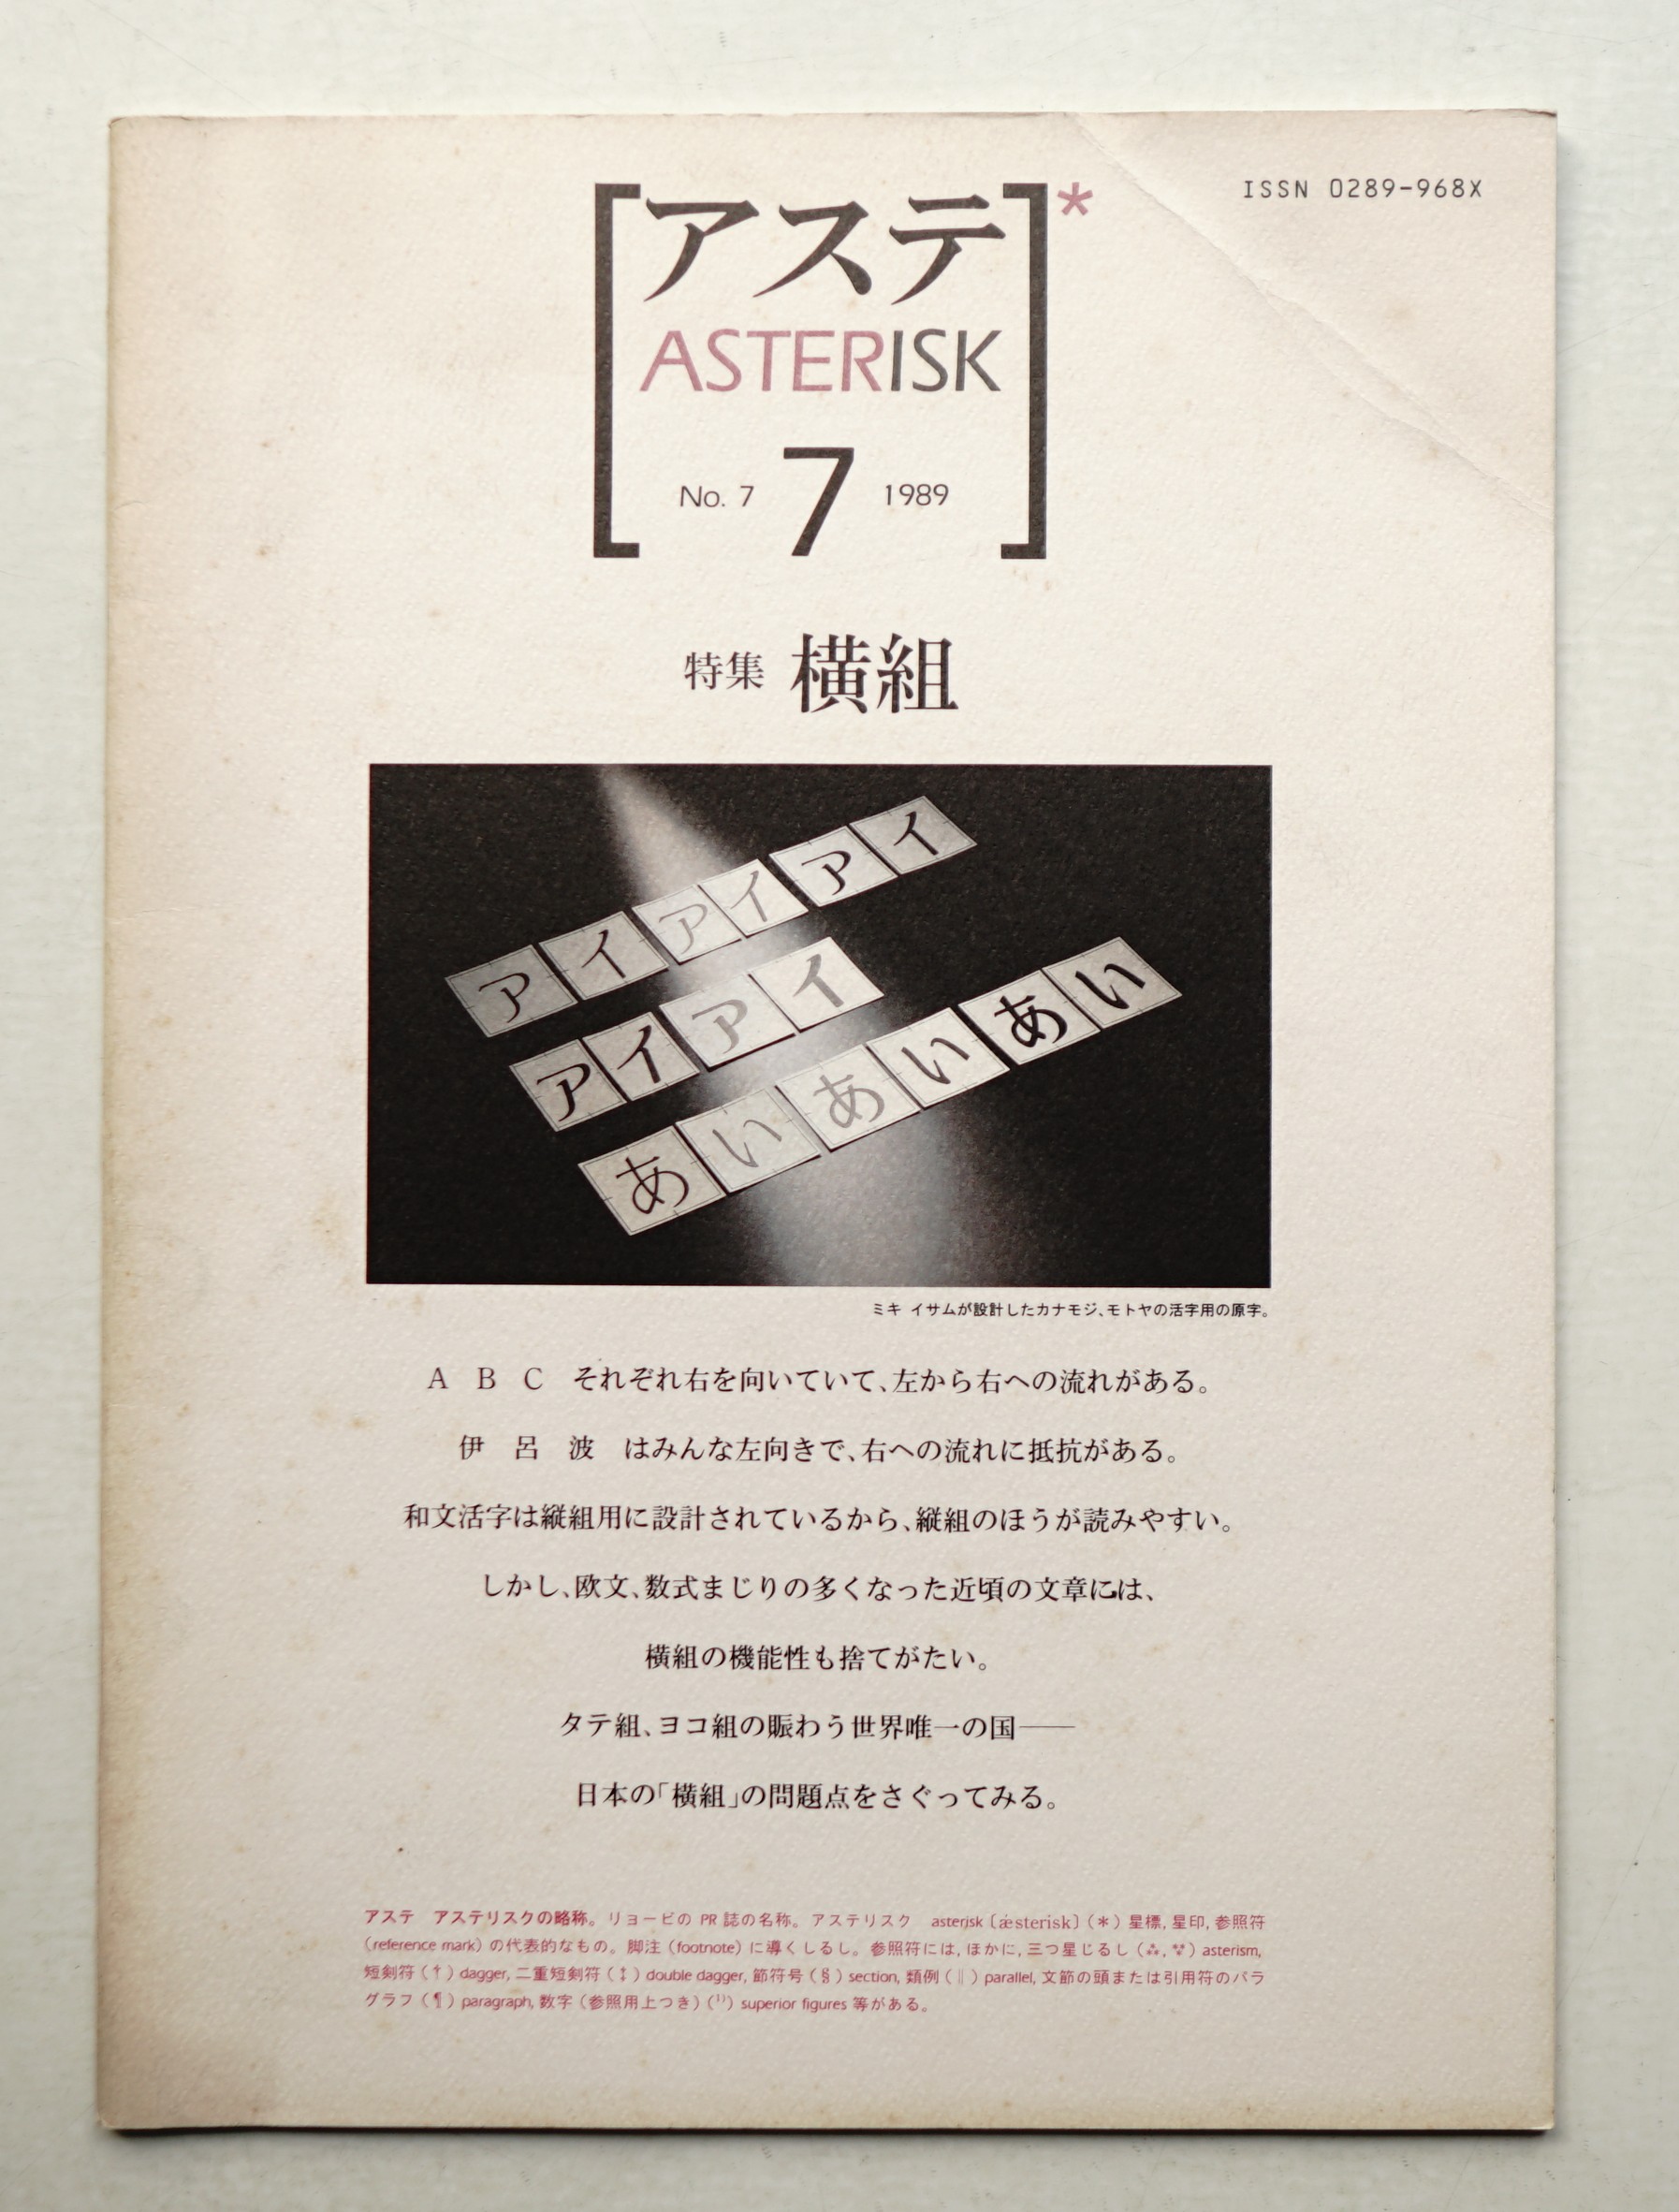 ISSN 0289-968X
[アステ]*
ASTERISK
No. 7 7 1989
特集 横組
アイアイアイ
アイアイ
あいあいあい
ミキ イサムが設計したカナモジ、モトヤの活字用の原字。
A B C それぞれ右を向いていて、左から右への流れがある。
伊 呂 波 はみんな左向きで、右への流れに抵抗がある。
和文活字は縦組用に設計されているから、縦組のほうが読みやすい。
しかし、欧文、数式まじりの多くなった近頃の文章には、
横組の機能性も捨てがたい。
タテ組、ヨコ組の賑わう世界唯一の国――
日本の「横組」の問題点をさぐってみる。
アステ アステリスクの略称。リョービの PR 誌の名称。アステリスク asterisk〔ǽsterisk〕(＊) 星標, 星印, 参照符
(reference mark) の代表的なもの。脚注 (footnote) に導くしるし。参照符には, ほかに, 三つ星じるし (⁂, ) asterism,
短剣符 (†) dagger, 二重短剣符 (‡) double dagger, 節符号 (§) section, 類例 (‖) parallel, 文節の頭または引用符のパラ
グラフ (¶) paragraph, 数字 (参照用上つき) (¹⁾) superior figures 等がある。